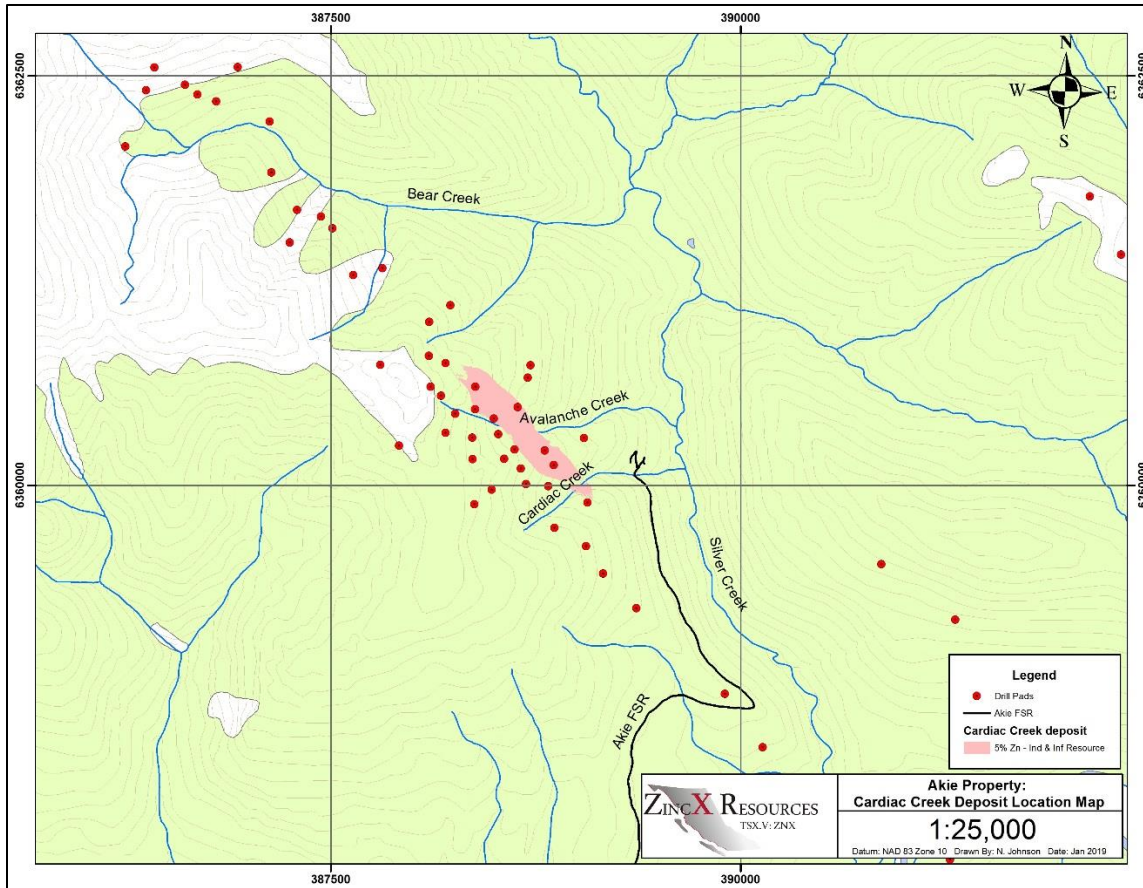 387500
390000
6362500
6362500
N
W
E
S
Bear Creek
Avalanche Creek
Cardiac Creek
6360000
6360000
Silver Creek
Akie FSR
Legend
Drill Pads
Akie FSR
Cardiac Creek deposit
5% Zn - Ind & Inf Resource
ZINCX RESOURCES
TSX.V: ZNX
Akie Property:
Cardiac Creek Deposit Location Map
1:25,000
Datum: NAD 83 Zone 10 Drawn By: N. Johnson Date: Jan 2019
387500
390000